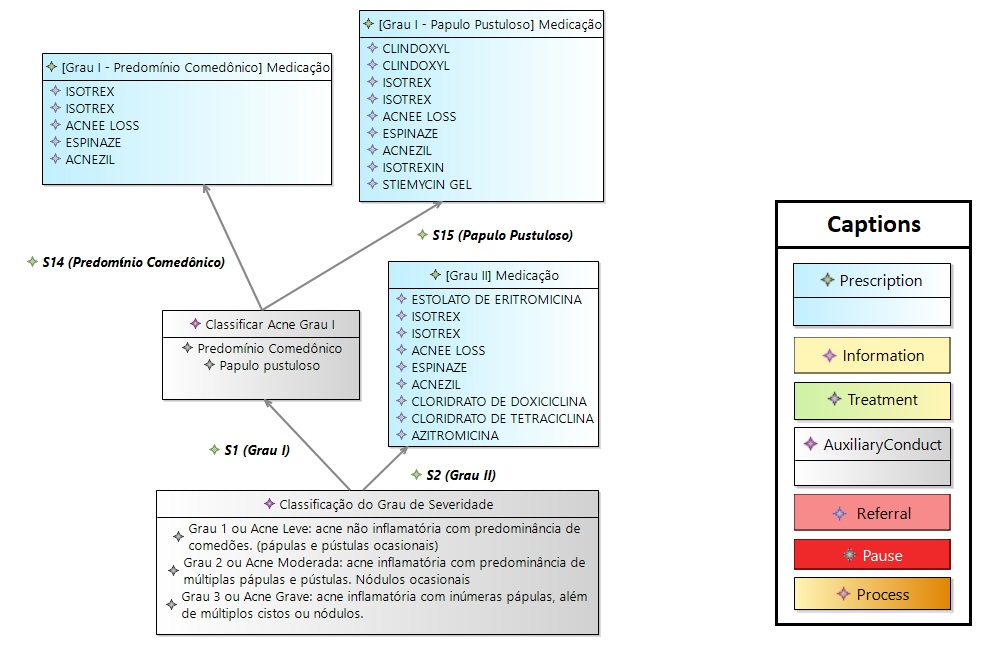 [Grau I - Papulo Pustuloso] Medicação
CLINDOXYL
CLINDOXYL
ISOTREX
ISOTREX
ACNEE LOSS
ESPINAZE
ACNEZIL
ISOTREXIN
STIEMYCIN GEL
[Grau I - Predomínio Comedônico] Medicação
ISOTREX
ISOTREX
ACNEE LOSS
ESPINAZE
ACNEZIL
S15 (Papulo Pustuloso)
S14 (Predomínio Comedônico)
[Grau II] Medicação
ESTOLATO DE ERITROMICINA
ISOTREX
ISOTREX
ACNEE LOSS
ESPINAZE
ACNEZIL
CLORIDRATO DE DOXICICLINA
CLORIDRATO DE TETRACICLINA
AZITROMICINA
Classificar Acne Grau I
Predomínio Comedônico
Papulo pustuloso
S1 (Grau I)
S2 (Grau II)
Classificação do Grau de Severidade
Grau 1 ou Acne Leve: acne não inflamatória com predominância de
comedões. (pápulas e pústulas ocasionais)
Grau 2 ou Acne Moderada: acne inflamatória com predominância de
múltiplas pápulas e pústulas. Nódulos ocasionais
Grau 3 ou Acne Grave: acne inflamatória com inúmeras pápulas, além
de múltiplos cistos ou nódulos.
Captions
Prescription
Information
Treatment
AuxiliaryConduct
Referral
Pause
Process